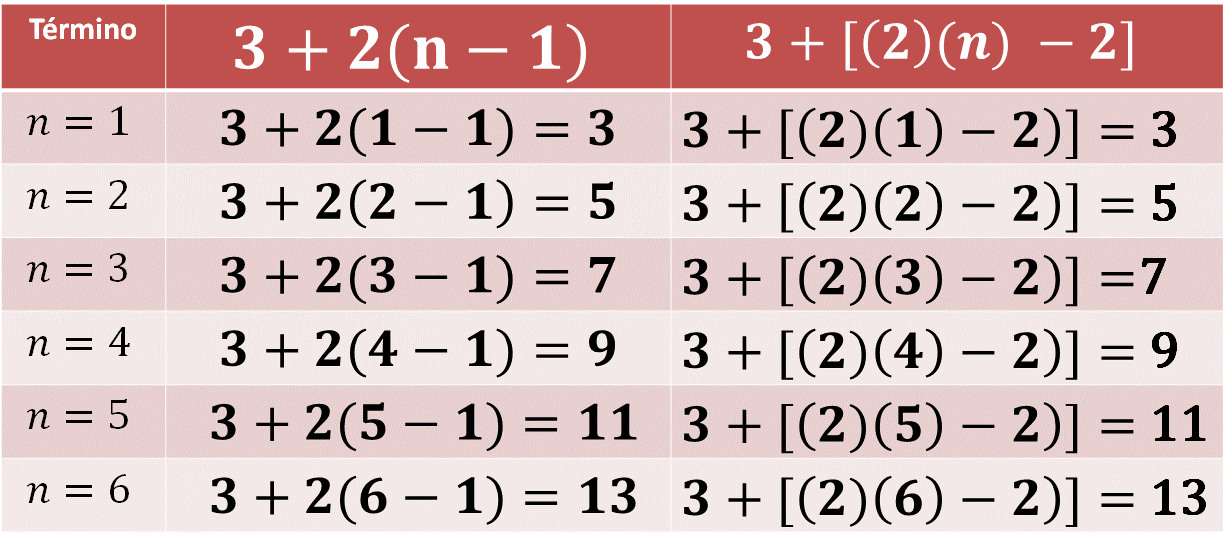 Término 3 + 2(n − 1) 3 + [(2)(n) − 2]
n = 1 3 + 2(1 − 1) = 3 3 + [(2)(1) − 2)] = 3
n = 2 3 + 2(2 − 1) = 5 3 + [(2)(2) − 2)] = 5
n = 3 3 + 2(3 − 1) = 7 3 + [(2)(3) − 2)] =7
n = 4 3 + 2(4 − 1) = 9 3 + [(2)(4) − 2)] = 9
n = 5 3 + 2(5 − 1) = 11 3 + [(2)(5) − 2)] = 11
n = 6 3 + 2(6 − 1) = 13 3 + [(2)(6) − 2)] = 13